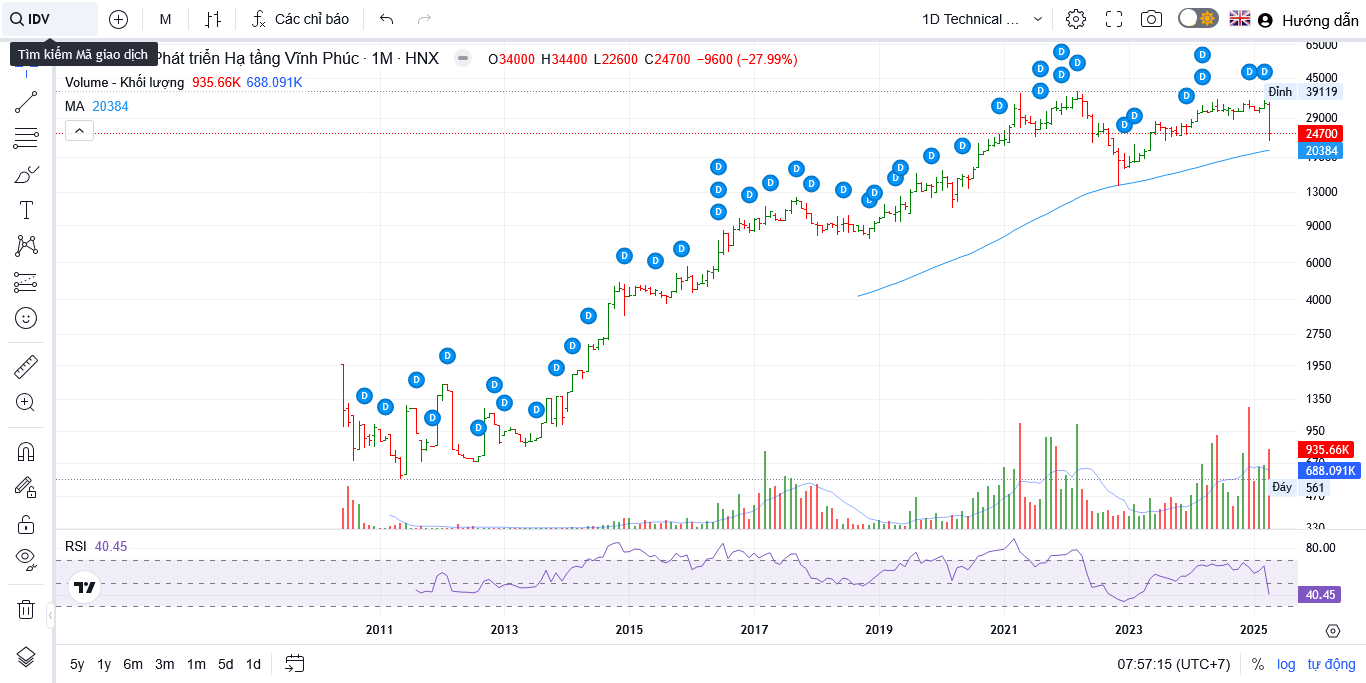 IDV
M
Các chỉ báo
1D Technical ...
Hướng dẫn
Tìm kiếm Mã giao dịch
Phát triển Hạ tầng Vĩnh Phúc · 1M · HNX
O34000 H34400 L22600 C24700 −9600 (−27.99%)
Volume - Khối lượng 935.66K 688.091K
MA 20384
65000
45000
Đỉnh 39119
29000
24700
20384
13000
9000
6000
4000
2750
1950
1350
950
935.66K
688.091K
Đáy 561
470
330
D D D D D D D D D D D D D D D D D D D D D D D D D D D D D D D D D D D D D D D D D D D D
RSI 40.45
80.00
40.45
2011 2013 2015 2017 2019 2021 2023 2025
5y 1y 6m 3m 1m 5d 1d
07:57:15 (UTC+7) % log tự động